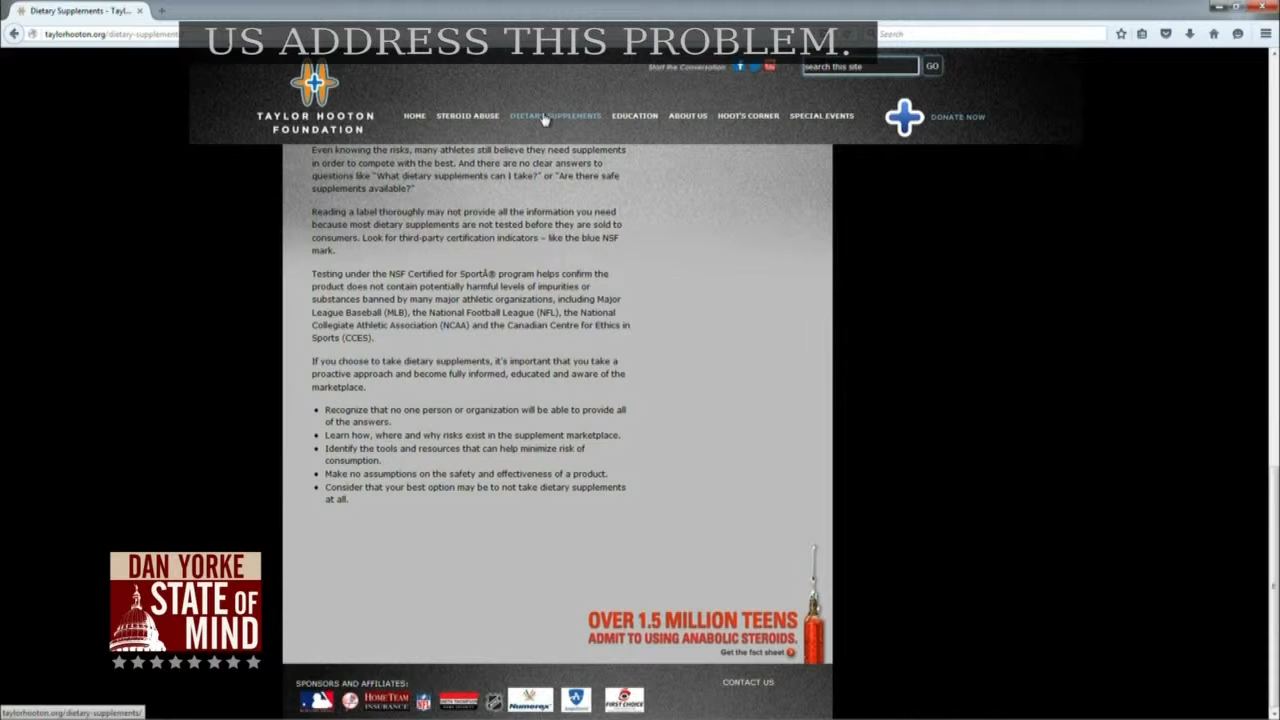 Dietary Supplements - Tayl...
taylorhooton.org/dietary-supplements
Search
US ADDRESS THIS PROBLEM.
Start the Conversation
search this site
GO
TAYLOR HOOTON
FOUNDATION
HOME STEROID ABUSE DIETARY SUPPLEMENTS EDUCATION ABOUT US HOOT'S CORNER SPECIAL EVENTS
DONATE NOW
Even knowing the risks, many athletes still believe they need supplements
in order to compete with the best. And there are no clear answers to
questions like "What dietary supplements can I take?" or "Are there safe
supplements available?"
Reading a label thoroughly may not provide all the information you need
because most dietary supplements are not tested before they are sold to
consumers. Look for third-party certification indicators – like the blue NSF
mark.
Testing under the NSF Certified for SportÂ® program helps confirm the
product does not contain potentially harmful levels of impurities or
substances banned by many major athletic organizations, including Major
League Baseball (MLB), the National Football League (NFL), the National
Collegiate Athletic Association (NCAA) and the Canadian Centre for Ethics in
Sports (CCES).
If you choose to take dietary supplements, it's important that you take a
proactive approach and become fully informed, educated and aware of the
marketplace.
• Recognize that no one person or organization will be able to provide all
of the answers.
• Learn how, where and why risks exist in the supplement marketplace.
• Identify the tools and resources that can help minimize risk of
consumption.
• Make no assumptions on the safety and effectiveness of a product.
• Consider that your best option may be to not take dietary supplements
at all.
DAN YORKE
STATE OF
MIND
OVER 1.5 MILLION TEENS
ADMIT TO USING ANABOLIC STEROIDS.
Get the fact sheet
SPONSORS AND AFFILIATES:
CONTACT US
HOMETEAM
INSURANCE
Numerex
FIRST CHOICE
taylorhooton.org/dietary-supplements/